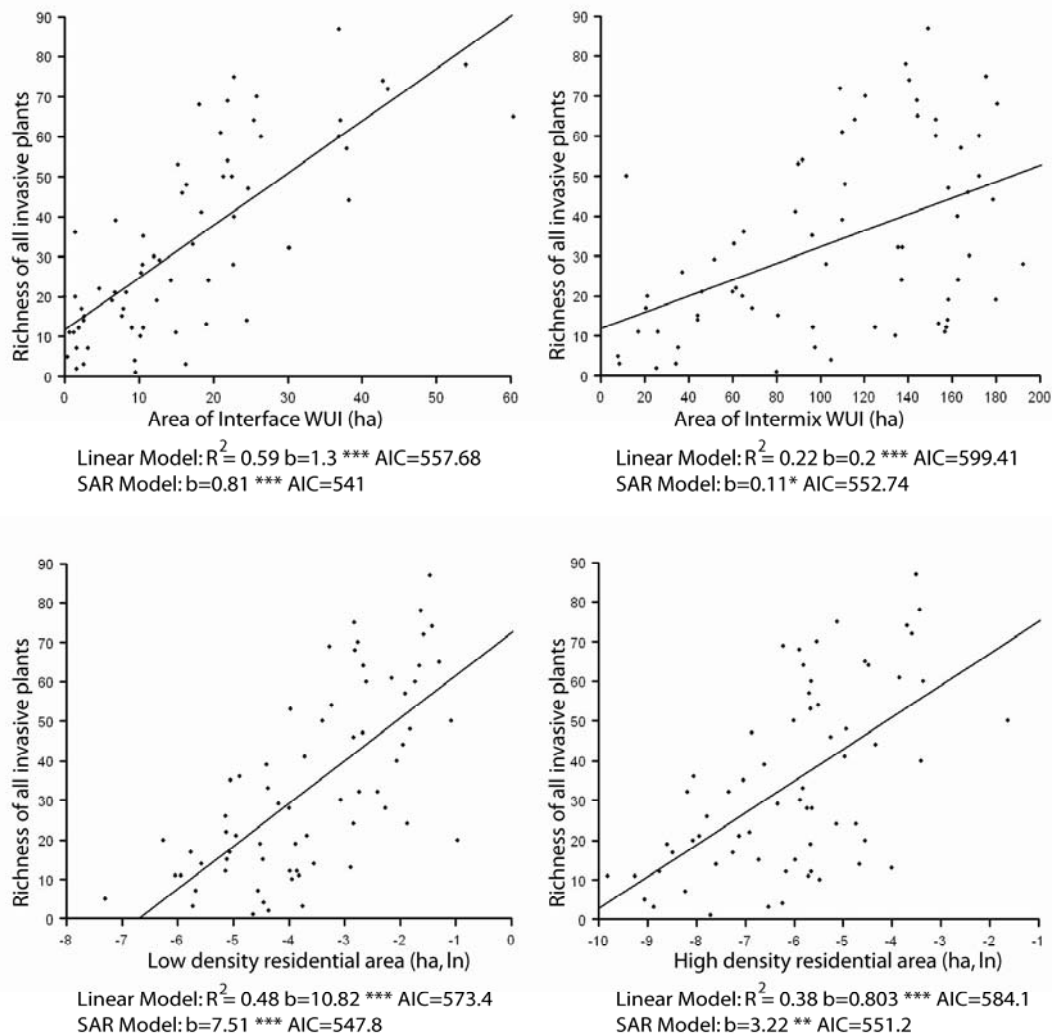 90
80
70
60
50
40
30
20
10
0
Richness of all invasive plants
0 10 20 30 40 50 60
Area of Interface WUI (ha)
Linear Model: R2= 0.59 b=1.3 *** AIC=557.68
SAR Model: b=0.81 *** AIC=541
90
80
70
60
50
40
30
20
10
0
Richness of all invasive plants
0 20 40 60 80 100 120 140 160 180 200
Area of Intermix WUI (ha)
Linear Model: R2= 0.22 b=0.2 *** AIC=599.41
SAR Model: b=0.11* AIC=552.74
90
80
70
60
50
40
30
20
10
0
Richness of all invasive plants
-8 -7 -6 -5 -4 -3 -2 -1 0
Low density residential area (ha, ln)
Linear Model: R2= 0.48 b=10.82 *** AIC=573.4
SAR Model: b=7.51 *** AIC=547.8
90
80
70
60
50
40
30
20
10
0
Richness of all invasive plants
-10 -9 -8 -7 -6 -5 -4 -3 -2 -1
High density residential area (ha, ln)
Linear Model: R2= 0.38 b=0.803 *** AIC=584.1
SAR Model: b=3.22 ** AIC=551.2